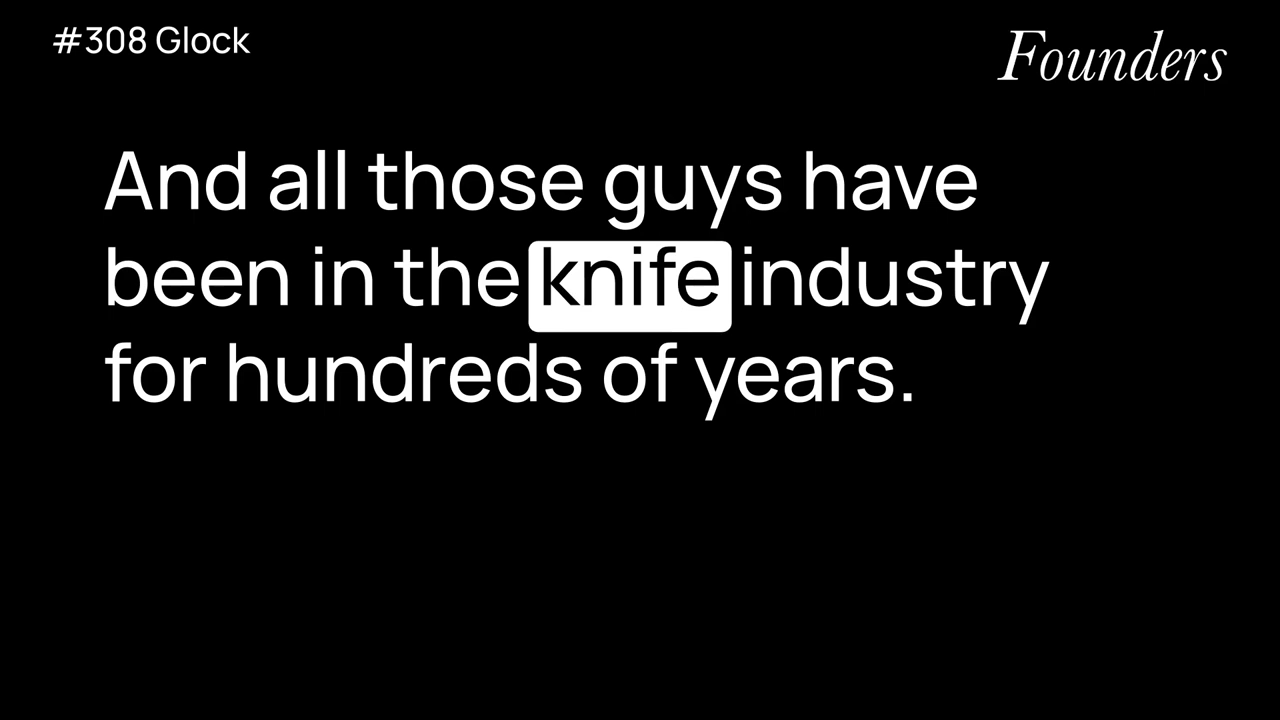 #308 Glock
Founders
And all those guys have
been in the knife industry
for hundreds of years.